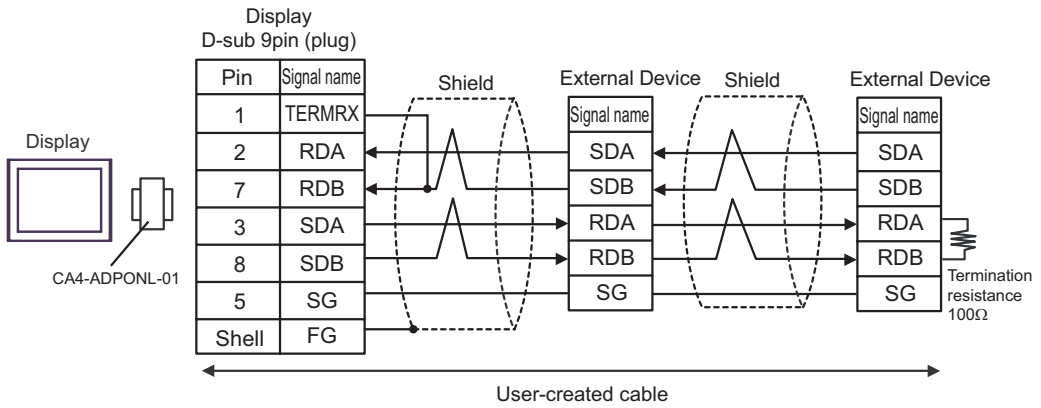 Display
D-sub 9pin (plug)
Pin Signal name
1 TERMRX
2 RDA
7 RDB
3 SDA
8 SDB
5 SG
Shell FG
Display
CA4-ADPONL-01
Shield
External Device
Signal name
SDA
SDB
RDA
RDB
SG
Shield
External Device
Signal name
SDA
SDB
RDA
RDB
SG
Termination
resistance
100Ω
User-created cable